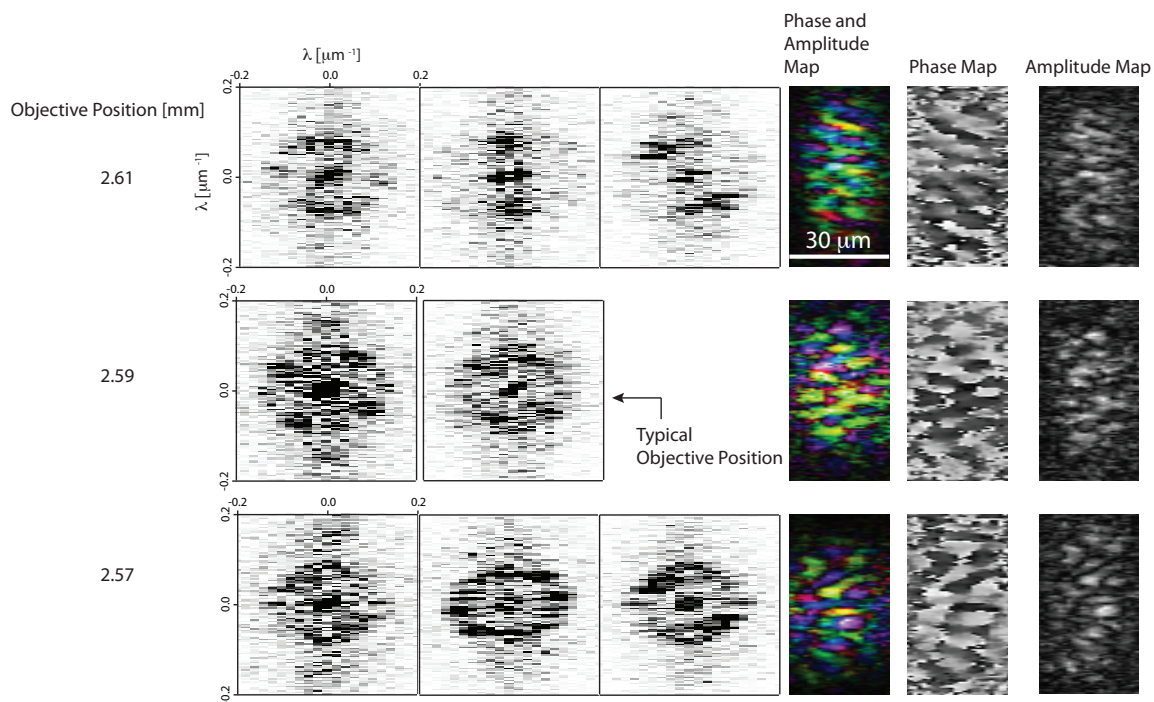 Phase and
Amplitude
Map
Phase Map
Amplitude Map
λ [μm -1]
-0.2
0.0
0.2
Objective Position [mm]
2.61
λ [μm -1]
0.2
0.0
-0.2
30 μm
-0.2
0.0
0.2
2.59
0.2
0.0
-0.2
Typical
Objective Position
-0.2
0.0
0.2
2.57
0.2
0.0
0.2